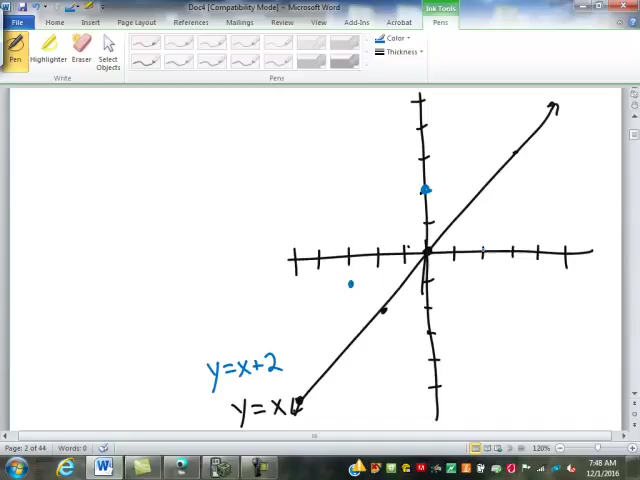 Doc4 [Compatibility Mode] - Microsoft Word
Ink Tools
File
Home
Insert
Page Layout
References
Mailings
Review
View
Add-Ins
Acrobat
Pens
Pen
Highlighter
Eraser
Select
Objects
Color
Thickness
Write
Pens
y=x+2
y=x
Page: 2 of 44
Words: 0
120%
7:48 AM
12/1/2016